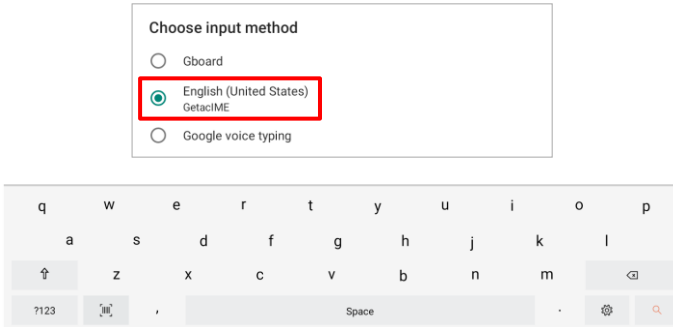 Choose input method
Gboard
English (United States)
GetacIME
Google voice typing
q w e r t y u i o p
a s d f g h j k l
z x c v b n m
?123 , Space .